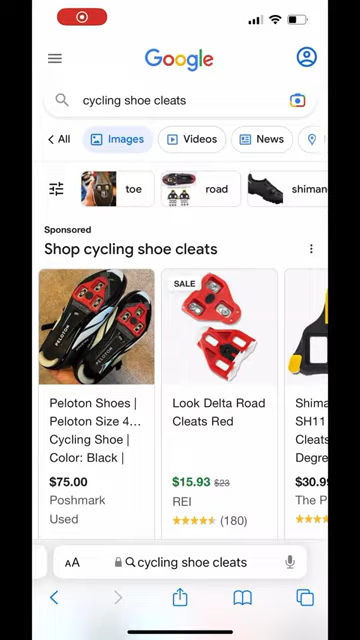 Google
cycling shoe cleats
All
Images
Videos
News
toe
road
shiman
Sponsored
Shop cycling shoe cleats
PELOTON
PELOTON
SALE
Peloton Shoes |
Peloton Size 4...
Cycling Shoe |
Color: Black |
$75.00
Poshmark
Used
Look Delta Road
Cleats Red
$15.93 $23
REI
(180)
Shima
SH11
Cleats
Degre
$30.99
The P
AA
cycling shoe cleats